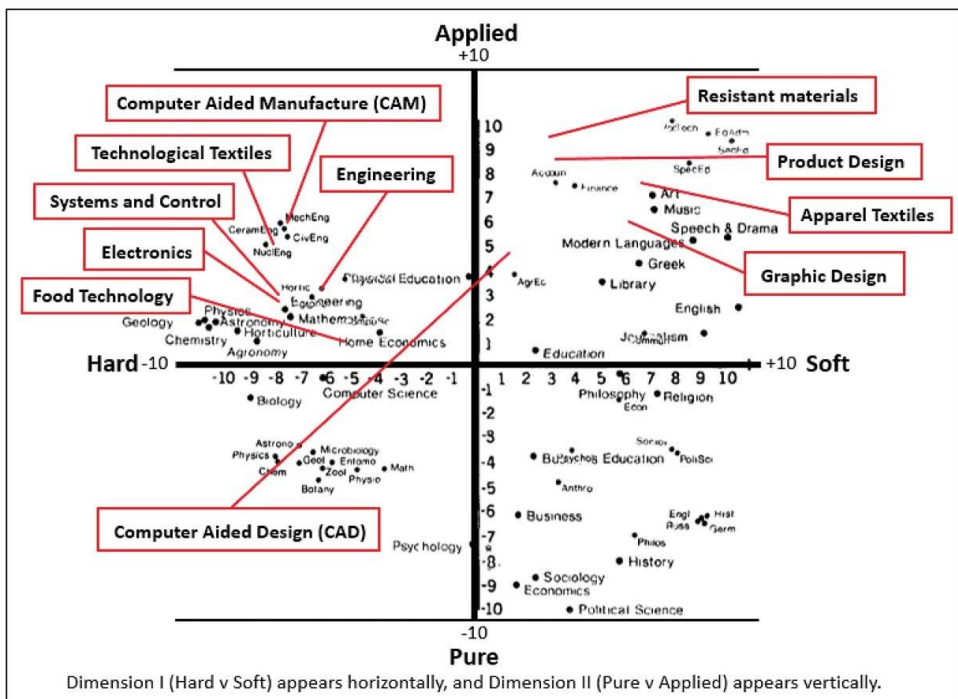 Applied
+10
Computer Aided Manufacture (CAM)
Resistant materials
Technological Textiles
Engineering
Product Design
Systems and Control
Apparel Textiles
Electronics
Graphic Design
Food Technology
10
9
8
7
6
5
4
3
2
1
EdAdm
SpecEd
Finance
Art
Music
MechEng
CeramEng
CivEng
NuclEng
Speech & Drama
Modern Languages
Physical Education
Greek
AgrEc
Library
Hortic
Engineering
English
Physics
Geology
Astronomy
Mathematics
Chemistry
Horticulture
Home Economics
Journalism
Agronomy
Education
Hard -10
+10 Soft
-10 -9 -8 -7 -6 -5 -4 -3 -2 -1
1 2 3 4 5 6 7 8 9 10
-1
-2
-3
-4
-5
-6
-7
-8
-9
-10
Computer Science
Biology
Philosophy
Econ
Religion
Astrono
Microbiology
Physics
Geol
Entomo
Chem
Zool
Physio
Math
Botany
Business Education
PoliSci
Anthro
Computer Aided Design (CAD)
Business
Engl
Hist
Russ
Germ
Philos
Psychology
History
Sociology
Economics
Political Science
-10
Pure
Dimension I (Hard v Soft) appears horizontally, and Dimension II (Pure v Applied) appears vertically.